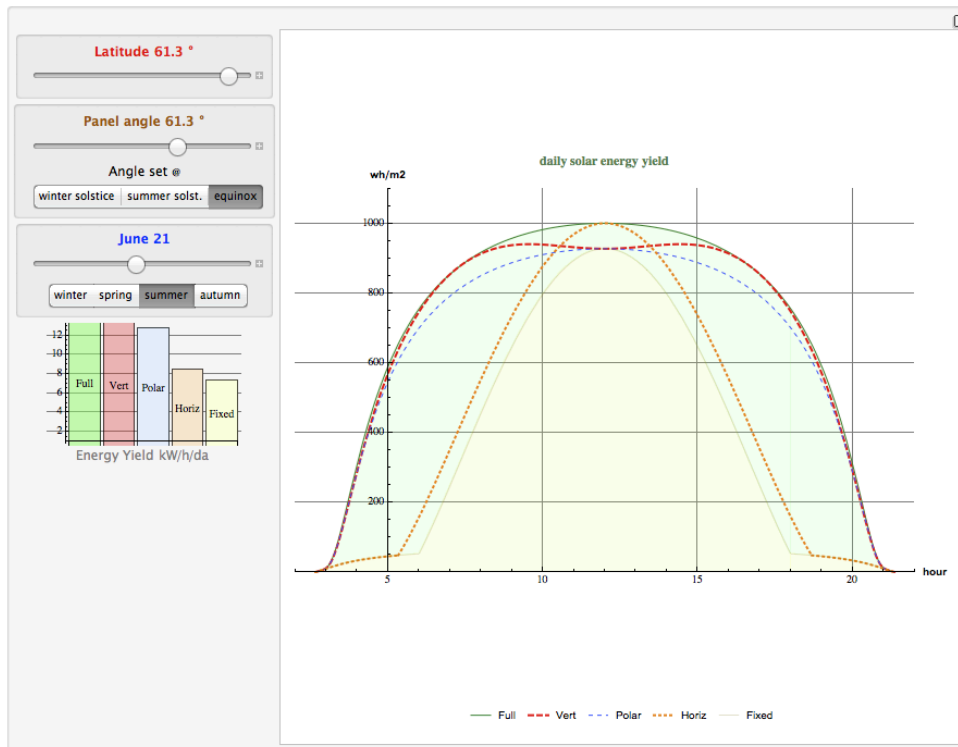 Latitude 61.3 °
Panel angle 61.3 °
Angle set @
winter solstice summer solst. equinox
June 21
winter spring summer autumn
12
10
8
6
4
2
Full Vert Polar Horiz Fixed
Energy Yield kW/h/da
daily solar energy yield
wh/m2
1000
800
600
400
200
5 10 15 20
hour
Full Vert Polar Horiz Fixed